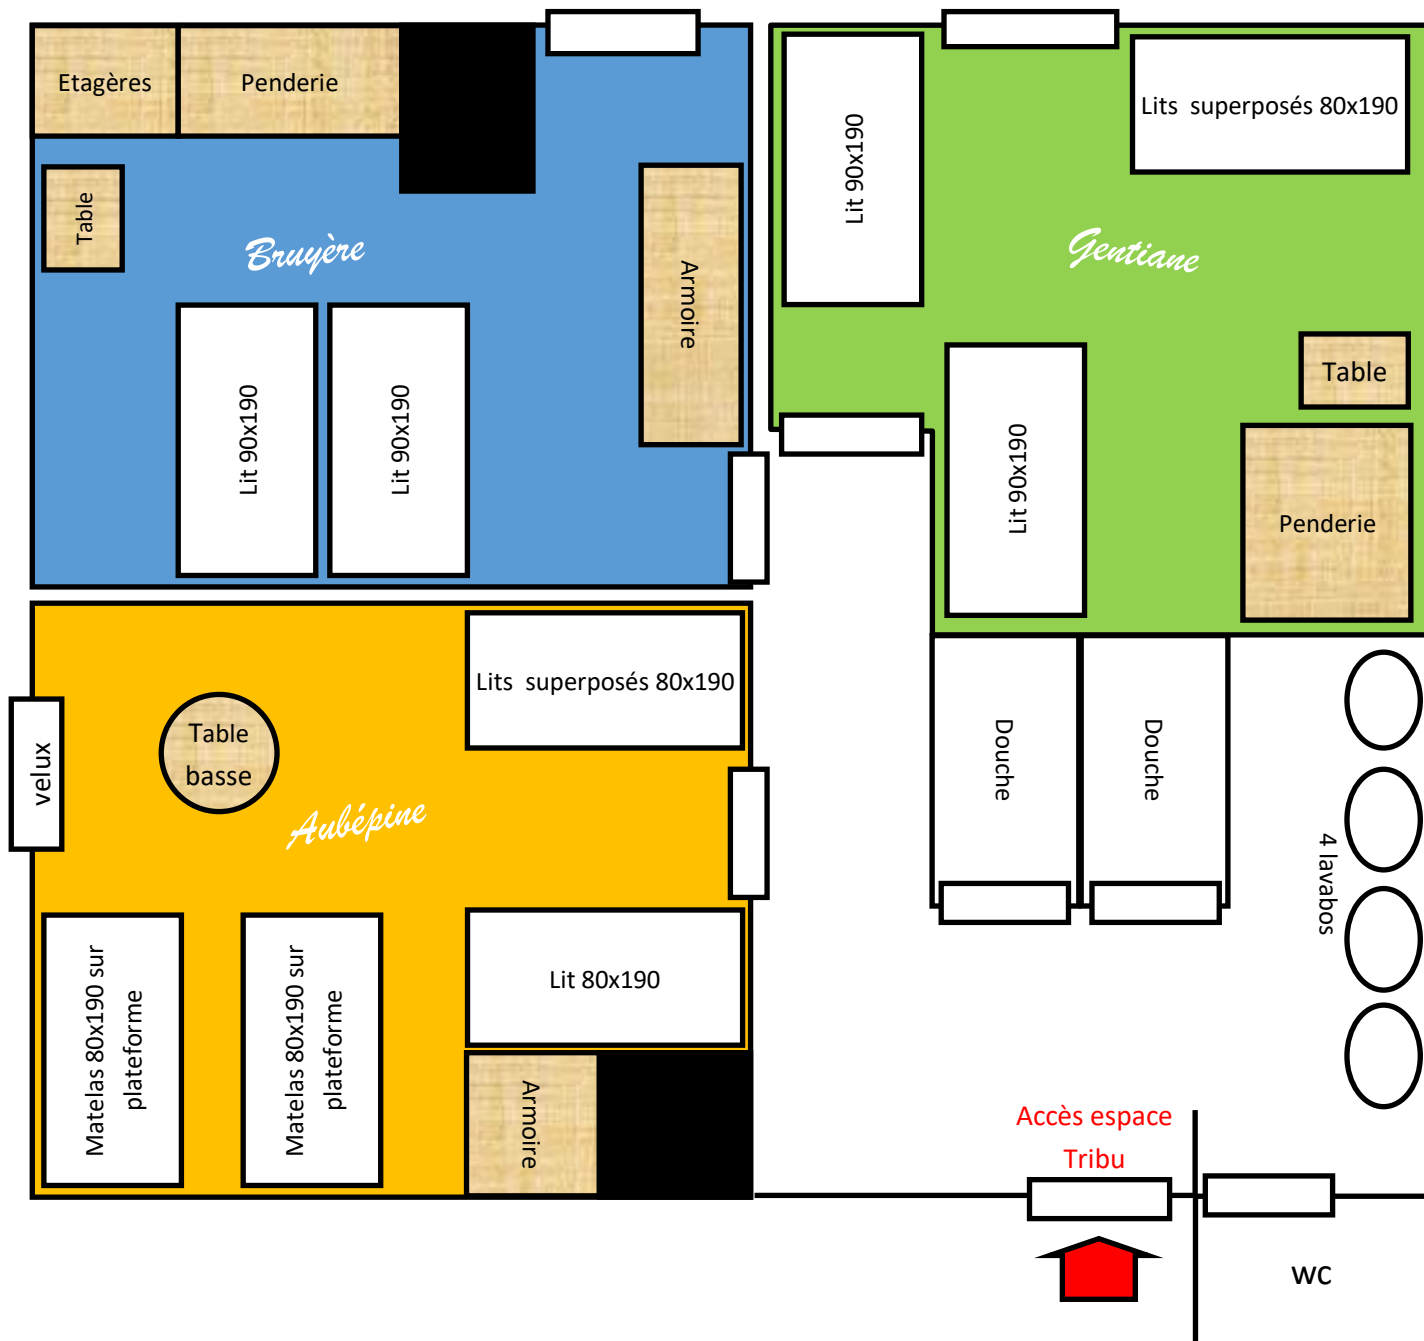 Etagères
Penderie
Table
Bruyère
Armoire
Lit 90x190
Lit 90x190
Lit 90x190
Lits superposés 80x190
Gentiane
Table
Lit 90x190
Penderie
Lits superposés 80x190
velux
Table
basse
Aubépine
Matelas 80x190 sur
plateforme
Matelas 80x190 sur
plateforme
Lit 80x190
Armoire
Douche
Douche
4 lavabos
Accès espace
Tribu
wc